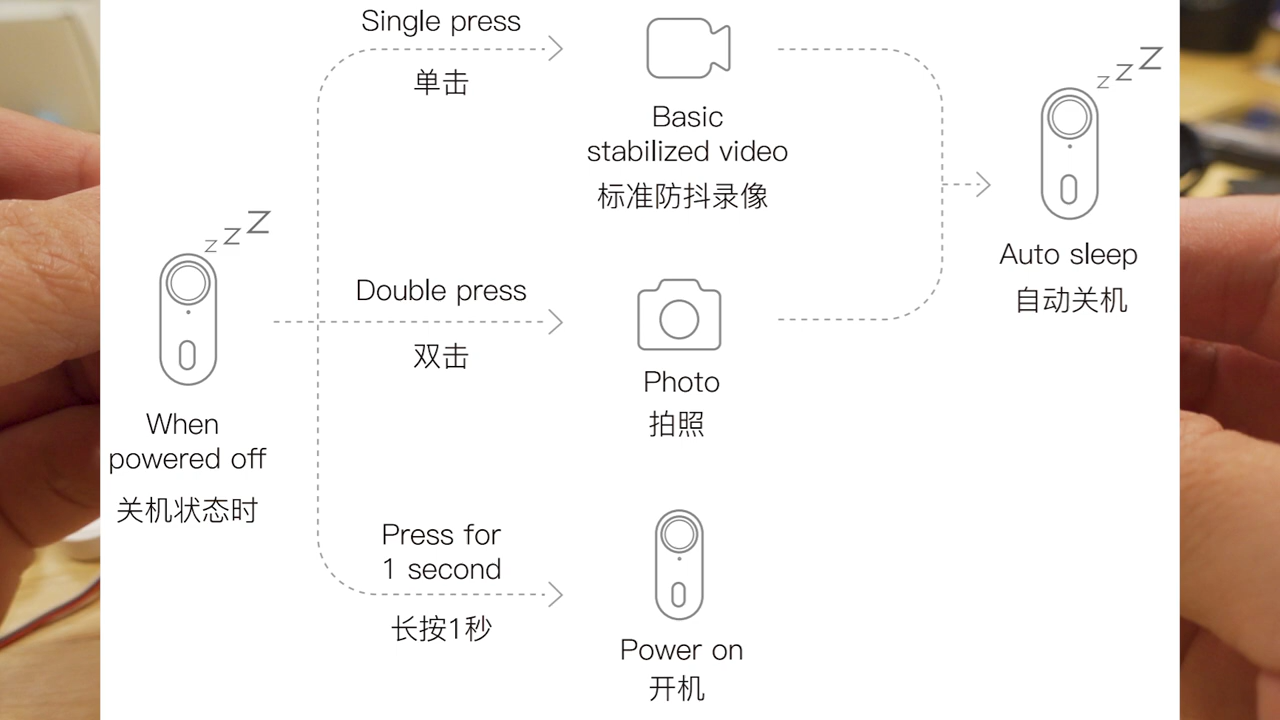 Single press
单击
Basic
stabilized video
标准防抖录像
z z Z
Auto sleep
自动关机
z z Z
When
powered off
关机状态时
Double press
双击
Photo
拍照
Press for
1 second
长按1秒
Power on
开机